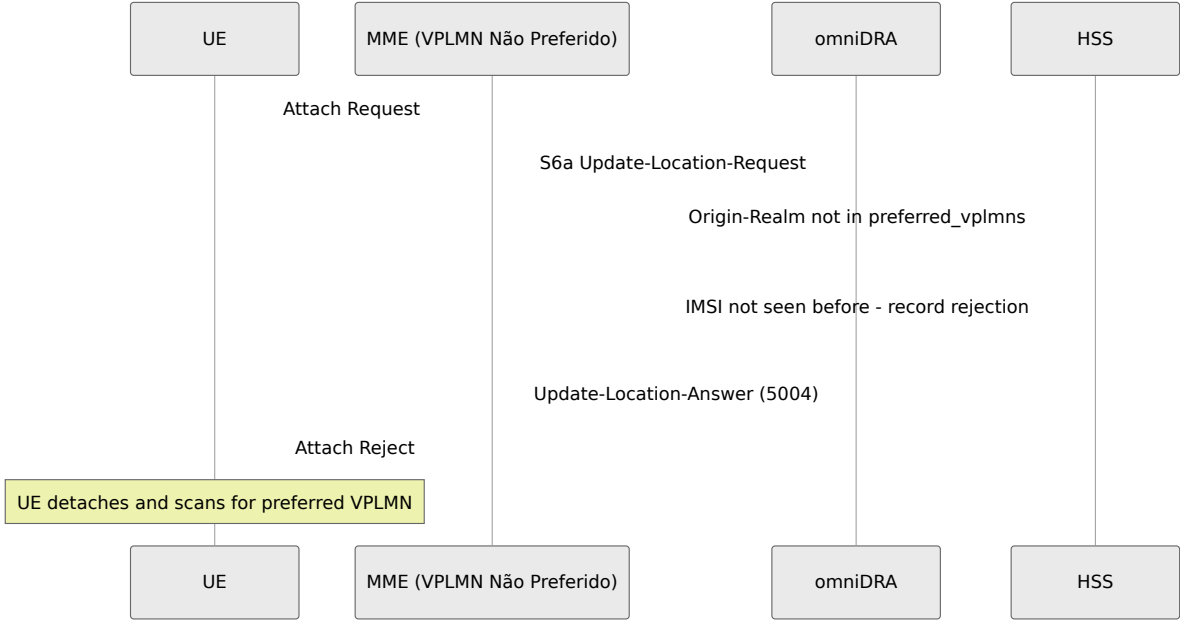 UE
MME (VPLMN Não Preferido)
omniDRA
HSS
Attach Request
S6a Update-Location-Request
Origin-Realm not in preferred_vplmns
IMSI not seen before - record rejection
Update-Location-Answer (5004)
Attach Reject
UE detaches and scans for preferred VPLMN
UE
MME (VPLMN Não Preferido)
omniDRA
HSS